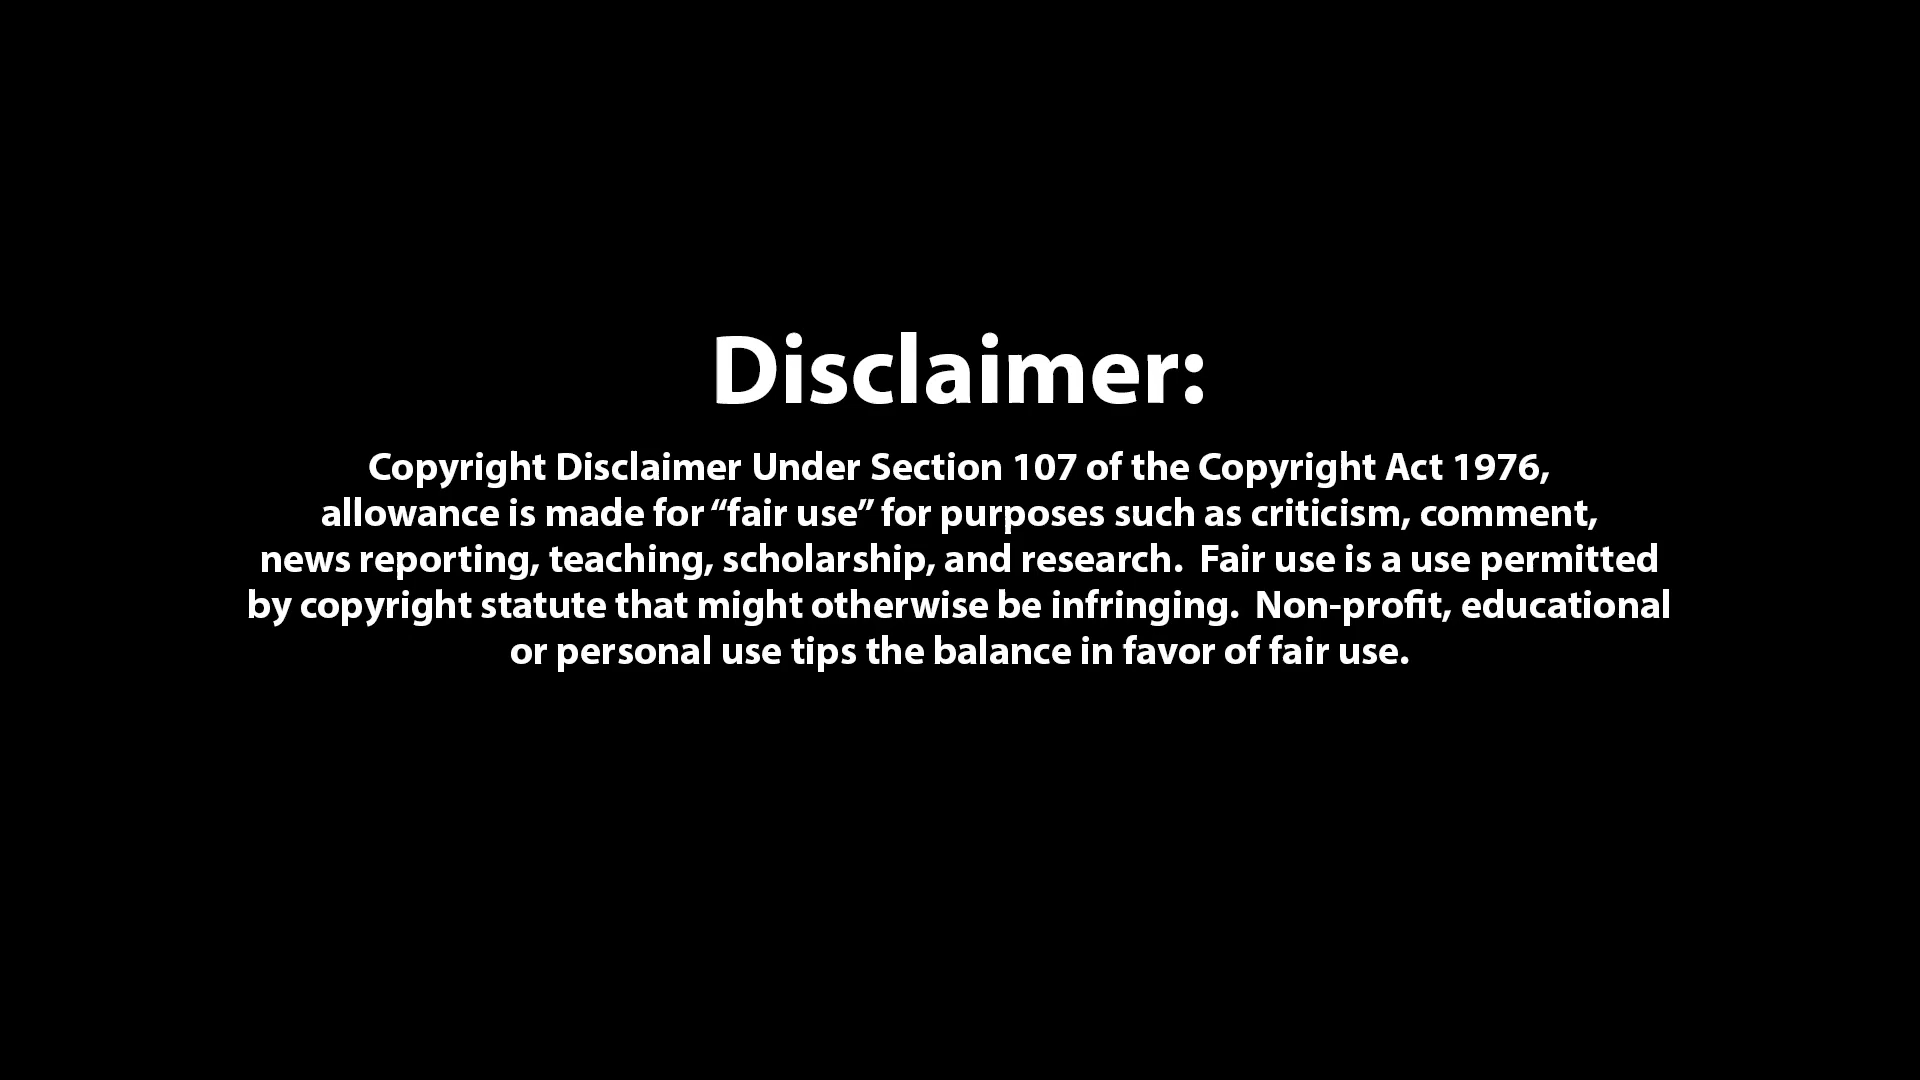 Disclaimer:
Copyright Disclaimer Under Section 107 of the Copyright Act 1976,
allowance is made for “fair use” for purposes such as criticism, comment,
news reporting, teaching, scholarship, and research.  Fair use is a use permitted
by copyright statute that might otherwise be infringing.  Non-profit, educational
or personal use tips the balance in favor of fair use.